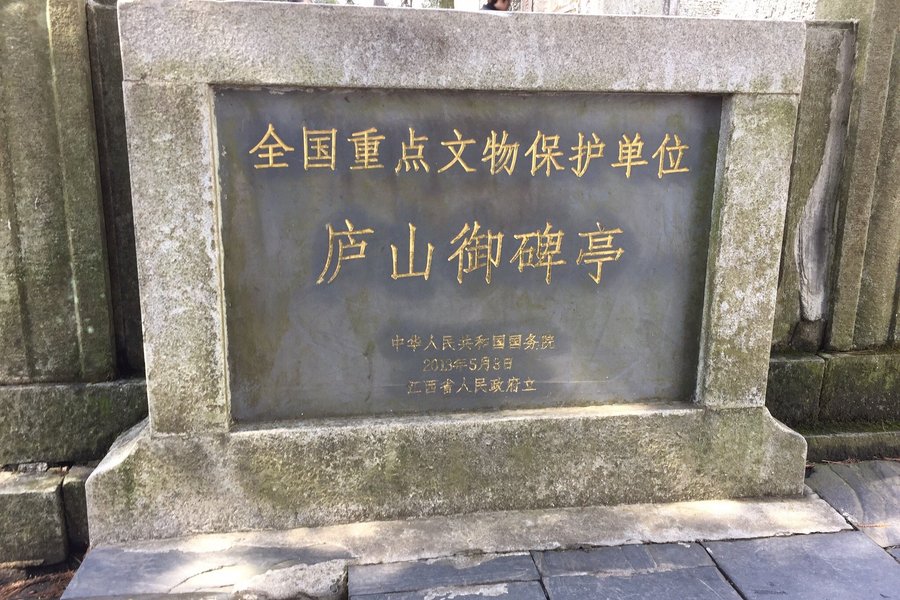 全国重点文物保护单位
庐山御碑亭
中华人民共和国国务院
2013年5月3日
江西省人民政府立